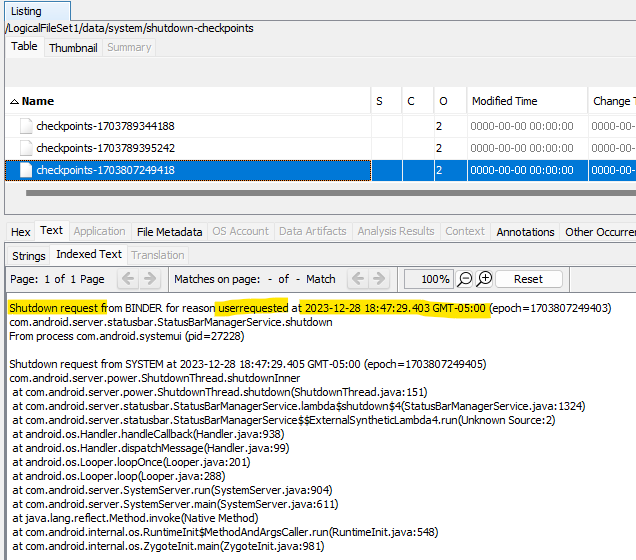 Listing
/LogicalFileSet1/data/system/shutdown-checkpoints
Table Thumbnail Summary
Name S C O Modified Time Change T
checkpoints-1703789344188 2 0000-00-00 00:00:00 0000-00-00
checkpoints-1703789395242 2 0000-00-00 00:00:00 0000-00-00
checkpoints-1703807249418 2 0000-00-00 00:00:00 0000-00-00
Hex Text Application File Metadata OS Account Data Artifacts Analysis Results Context Annotations Other Occurren
Strings Indexed Text Translation
Page: 1 of 1 Page Matches on page: - of - Match 100% Reset
Shutdown request from BINDER for reason userrequested at 2023-12-28 18:47:29.403 GMT-05:00 (epoch=1703807249403)
com.android.server.statusbar.StatusBarManagerService.shutdown
From process com.android.systemui (pid=27228)
Shutdown request from SYSTEM at 2023-12-28 18:47:29.405 GMT-05:00 (epoch=1703807249405)
com.android.server.power.ShutdownThread.shutdownInner
at com.android.server.power.ShutdownThread.shutdown(ShutdownThread.java:151)
at com.android.server.statusbar.StatusBarManagerService.lambda$shutdown$4(StatusBarManagerService.java:1324)
at com.android.server.statusbar.StatusBarManagerService$$ExternalSyntheticLambda4.run(Unknown Source:2)
at android.os.Handler.handleCallback(Handler.java:938)
at android.os.Handler.dispatchMessage(Handler.java:99)
at android.os.Looper.loopOnce(Looper.java:201)
at android.os.Looper.loop(Looper.java:288)
at com.android.server.SystemServer.run(SystemServer.java:904)
at com.android.server.SystemServer.main(SystemServer.java:611)
at java.lang.reflect.Method.invoke(Native Method)
at com.android.internal.os.RuntimeInit$MethodAndArgsCaller.run(RuntimeInit.java:548)
at com.android.internal.os.ZygoteInit.main(ZygoteInit.java:981)